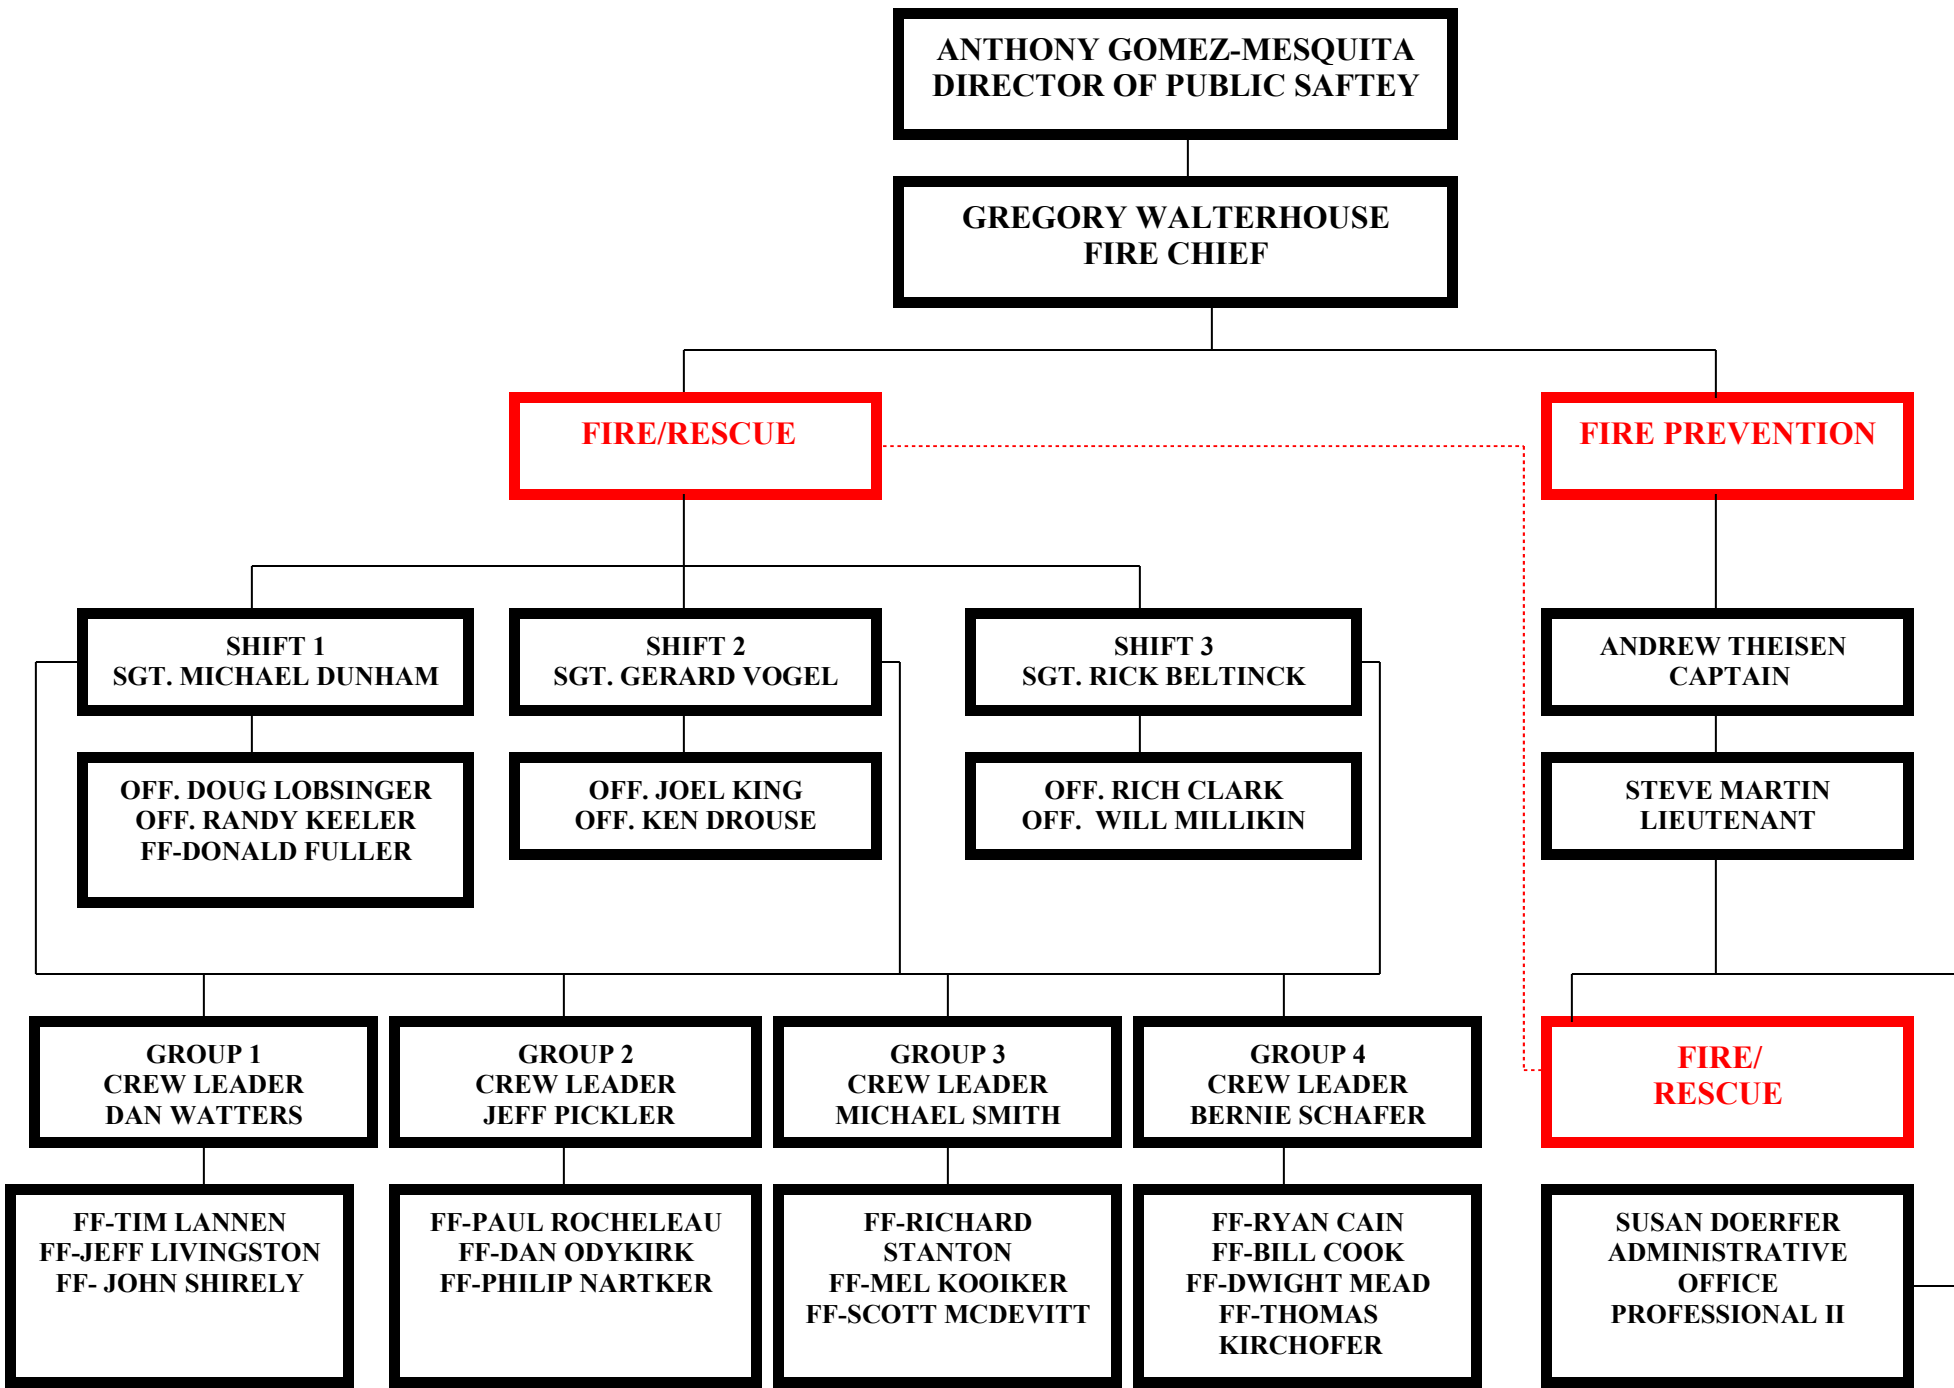 ANTHONY GOMEZ-MESQUITA
DIRECTOR OF PUBLIC SAFTEY
GREGORY WALTERHOUSE
FIRE CHIEF
FIRE/RESCUE
FIRE PREVENTION
SHIFT 1
SGT. MICHAEL DUNHAM
SHIFT 2
SGT. GERARD VOGEL
SHIFT 3
SGT. RICK BELTINCK
ANDREW THEISEN
CAPTAIN
OFF. DOUG LOBSINGER
OFF. RANDY KEELER
FF-DONALD FULLER
OFF. JOEL KING
OFF. KEN DROUSE
OFF. RICH CLARK
OFF.  WILL MILLIKIN
STEVE MARTIN
LIEUTENANT
GROUP 1
CREW LEADER
DAN WATTERS
GROUP 2
CREW LEADER
JEFF PICKLER
GROUP 3
CREW LEADER
MICHAEL SMITH
GROUP 4
CREW LEADER
BERNIE SCHAFER
FIRE/
RESCUE
FF-TIM LANNEN
FF-JEFF LIVINGSTON
FF- JOHN SHIRELY
FF-PAUL ROCHELEAU
FF-DAN ODYKIRK
FF-PHILIP NARTKER
FF-RICHARD
STANTON
FF-MEL KOOIKER
FF-SCOTT MCDEVITT
FF-RYAN CAIN
FF-BILL COOK
FF-DWIGHT MEAD
FF-THOMAS
KIRCHOFER
SUSAN DOERFER
ADMINISTRATIVE
OFFICE
PROFESSIONAL II